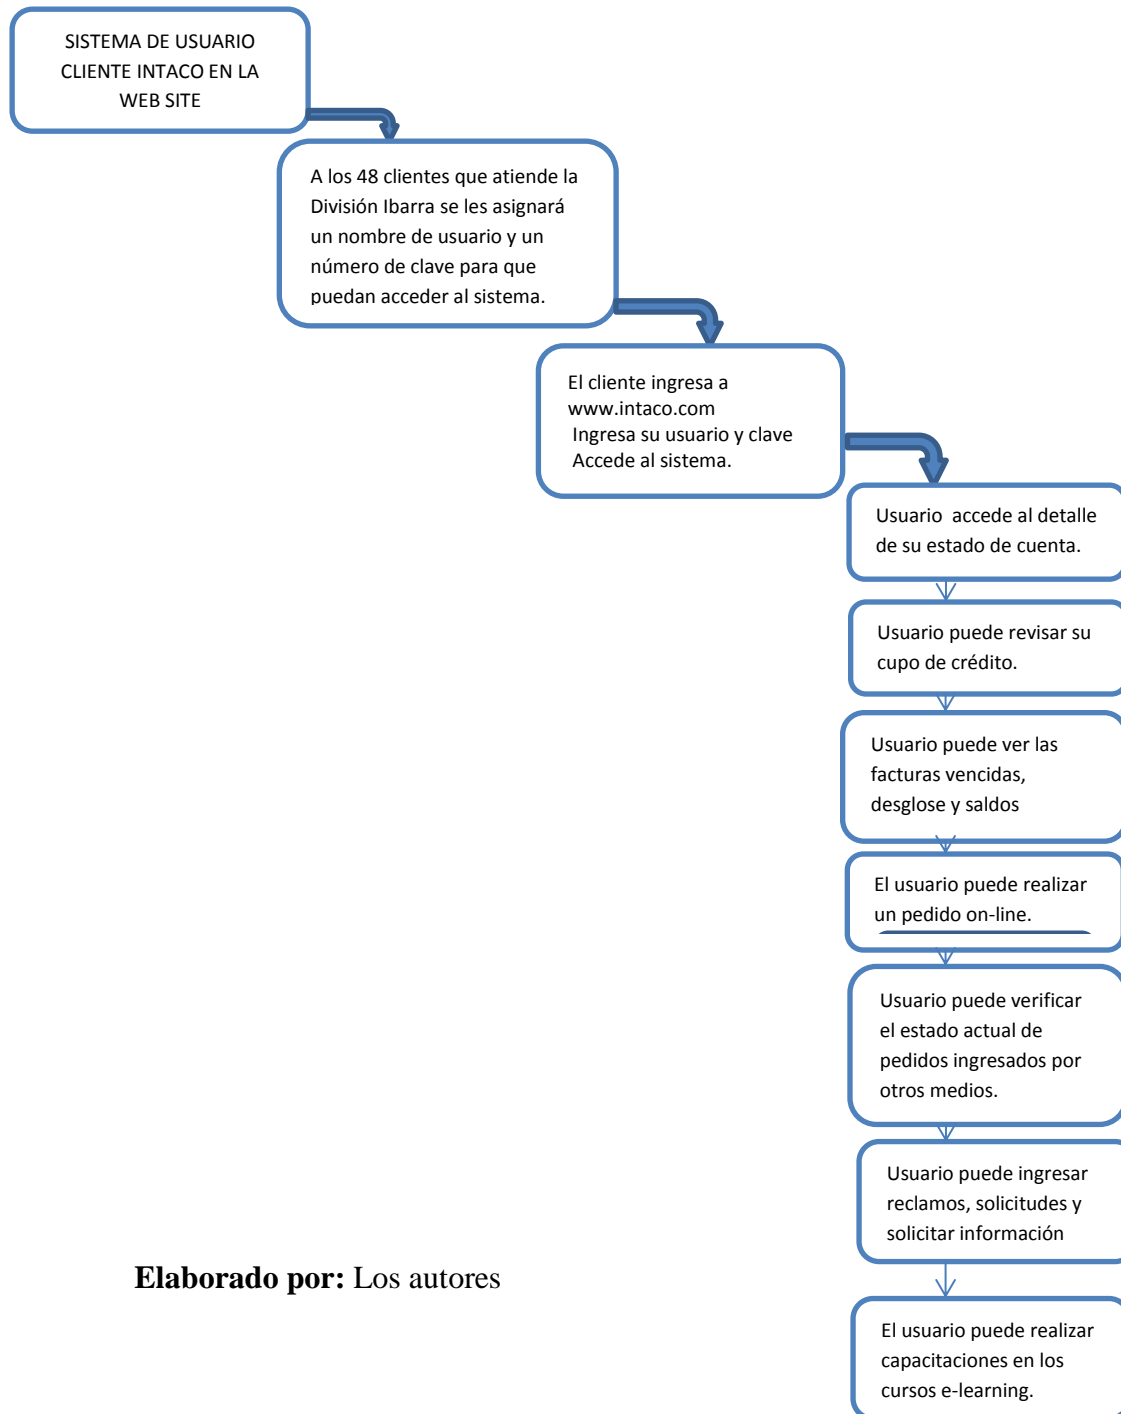 SISTEMA DE USUARIO
CLIENTE INTACO EN LA
WEB SITE
A los 48 clientes que atiende la
División Ibarra se les asignará
un nombre de usuario y un
número de clave para que
puedan acceder al sistema.
El cliente ingresa a
www.intaco.com
Ingresa su usuario y clave
Accede al sistema.
Usuario accede al detalle
de su estado de cuenta.
Usuario puede revisar su
cupo de crédito.
Usuario puede ver las
facturas vencidas,
desglose y saldos
El usuario puede realizar
un pedido on-line.
Usuario puede verificar
el estado actual de
pedidos ingresados por
otros medios.
Usuario puede ingresar
reclamos, solicitudes y
solicitar información
Elaborado por: Los autores
El usuario puede realizar
capacitaciones en los
cursos e-learning.